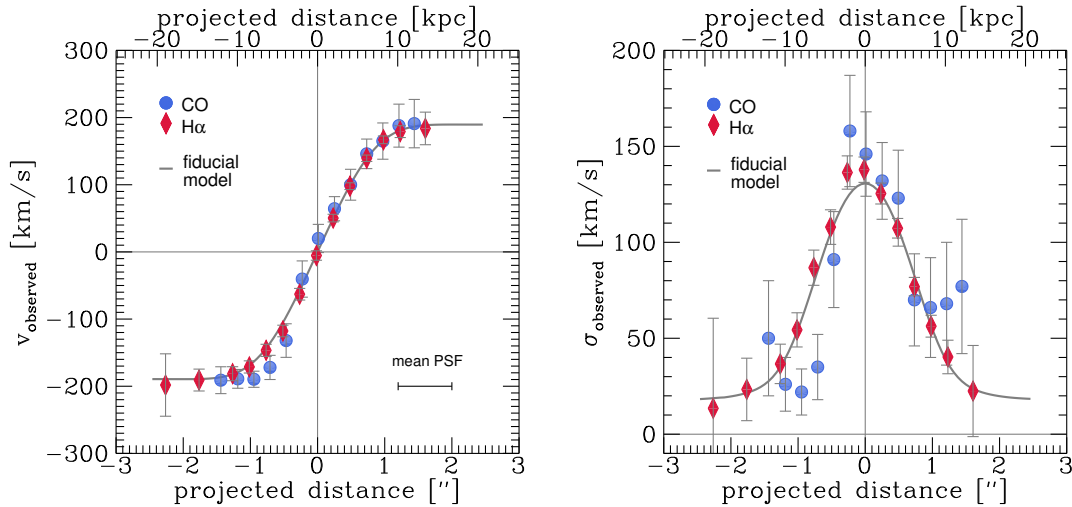 projected distance [kpc]
−20 −10 0 10 20
300
200
100
0
−100
−200
−300
v_observed [km/s]
CO
Hα
fiducial
model
mean PSF
−3 −2 −1 0 1 2 3
projected distance ["]
projected distance [kpc]
−20 −10 0 10 20
200
150
100
50
0
σ_observed [km/s]
CO
Hα
fiducial
model
−3 −2 −1 0 1 2 3
projected distance ["]